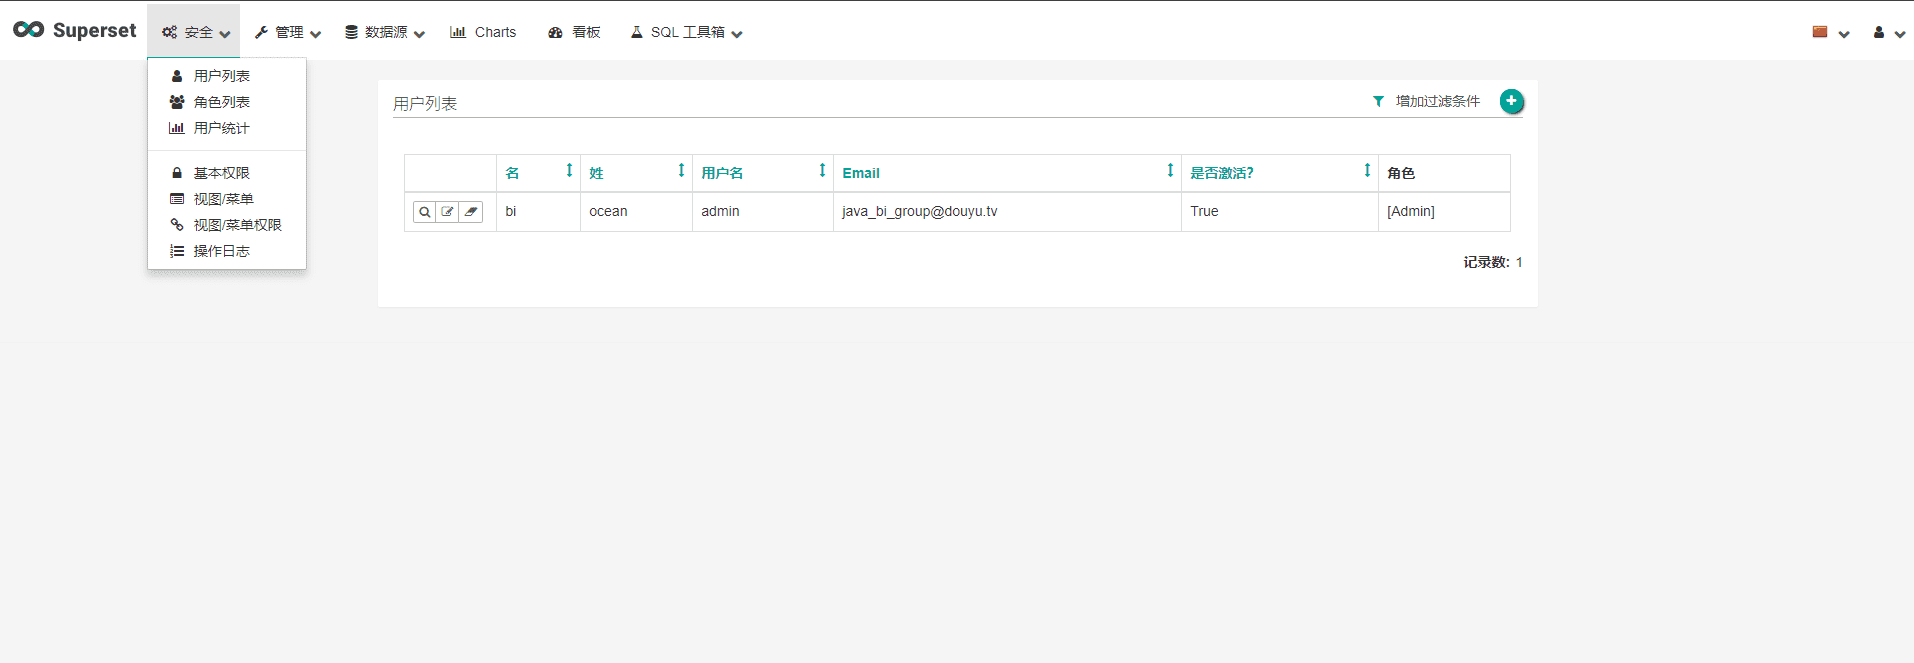 Superset 安全 管理 数据源 Charts 看板 SQL 工具箱
用户列表
角色列表
用户统计
基本权限
视图/菜单
视图/菜单权限
操作日志
用户列表 增加过滤条件
名 姓 用户名 Email 是否激活? 角色
bi ocean admin java_bi_group@douyu.tv True [Admin]
记录数: 1